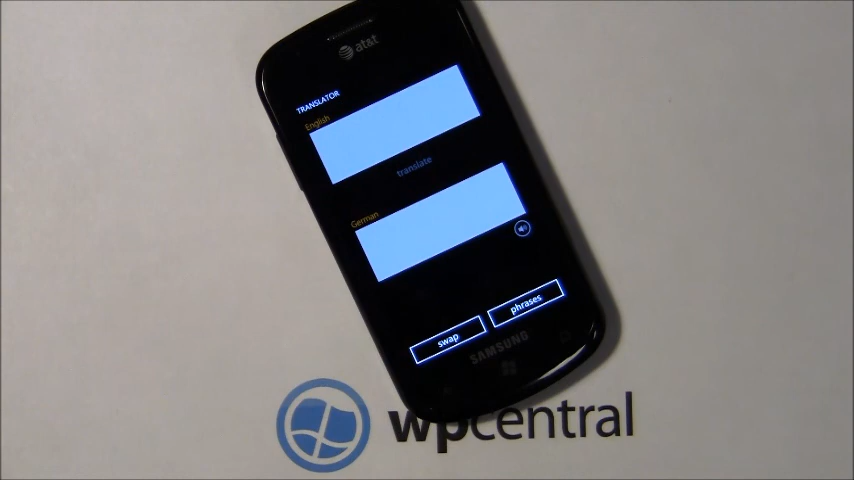 at&t
TRANSLATOR
English
translate
German
swap
phrases
SAMSUNG
wpcentral